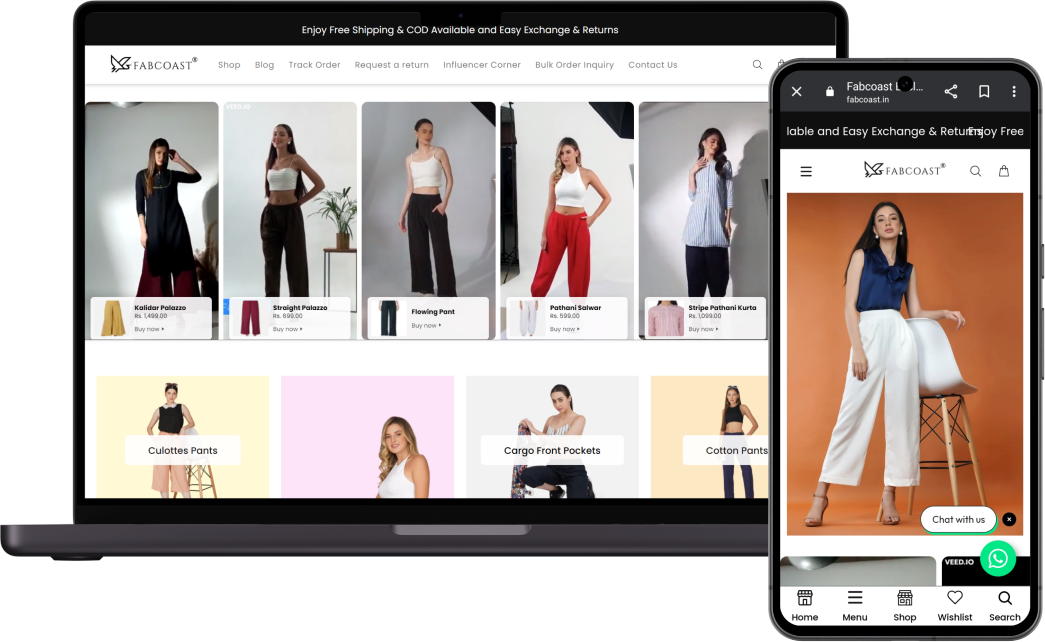 Enjoy Free Shipping & COD Available and Easy Exchange & Returns
FABCOAST®
Shop Blog Track Order Request a return Influencer Corner Bulk Order Inquiry Contact Us
VEED.IO
Kalidar Palazzo
Rs. 1,499.00
Buy now
Straight Palazzo
Rs. 699.00
Buy now
Flowing Pant
Buy now
Pathani Salwar
Rs. 599.00
Buy now
Stripe Pathani Kurta
Rs. 1,099.00
Buy now
Culottes Pants
Cargo Front Pockets
Cotton Pants
Fabcoast
fabcoast.in
lable and Easy Exchange & Returns
Enjoy Free
FABCOAST®
Chat with us
VEED.IO
Home Menu Shop Wishlist Search